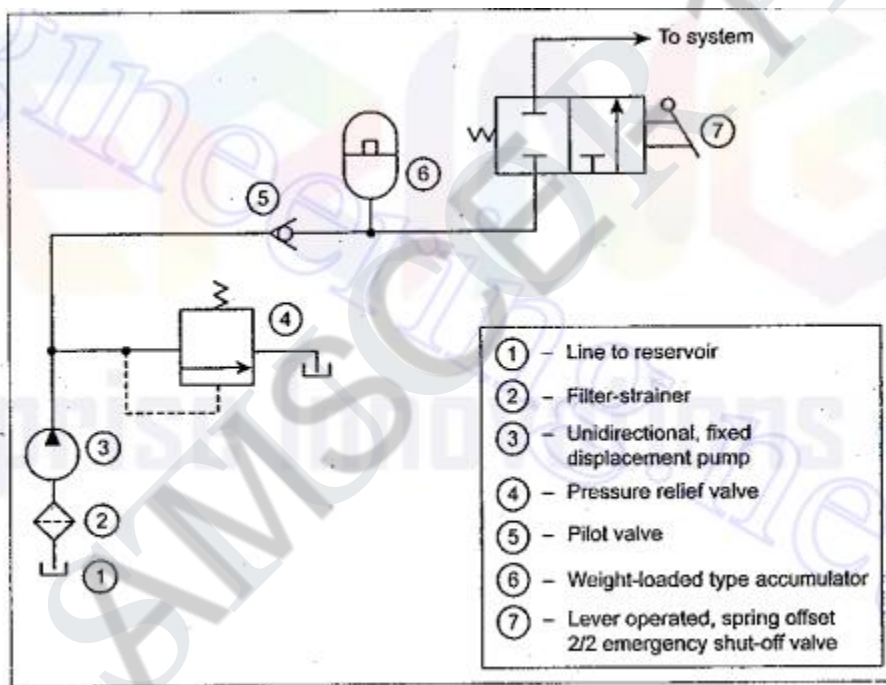 To system
7
6
5
4
3
2
1
1 – Line to reservoir
2 – Filter-strainer
3 – Unidirectional, fixed
displacement pump
4 – Pressure relief valve
5 – Pilot valve
6 – Weight-loaded type accumulator
7 – Lever operated, spring offset
2/2 emergency shut-off valve